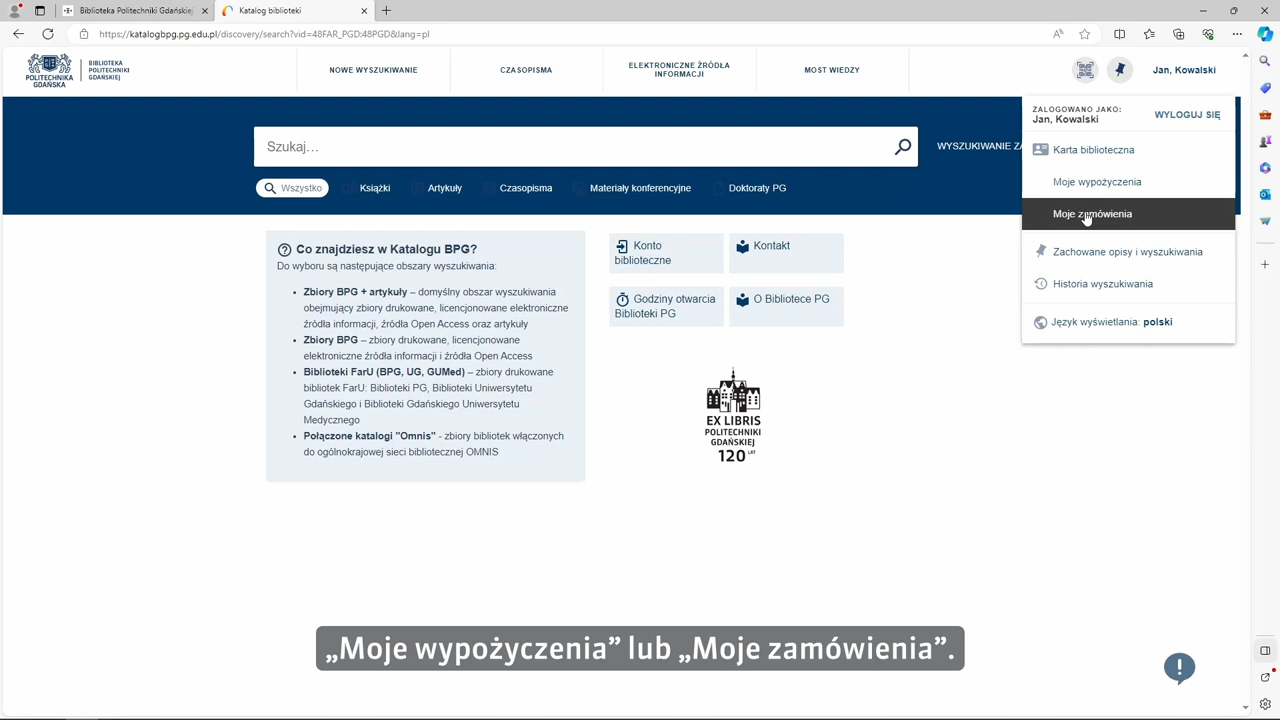 Biblioteka Politechniki Gdańskiej
Katalog biblioteki
https://katalogbpg.pg.edu.pl/discovery/search?vid=48FAR_PGD:48PGD&lang=pl
POLITECHNIKA
GDAŃSKA
BIBLIOTEKA
POLITECHNIKI
GDAŃSKIEJ
NOWE WYSZUKIWANIE
CZASOPISMA
ELEKTRONICZNE ŹRÓDŁA
INFORMACJI
MOST WIEDZY
Jan, Kowalski
ZALOGOWANO JAKO:
Jan, Kowalski
WYLOGUJ SIĘ
Karta biblioteczna
Moje wypożyczenia
Moje zamówienia
Zachowane opisy i wyszukiwania
Historia wyszukiwania
Język wyświetlania: polski
Szukaj…
WYSZUKIWANIE ZA
Wszystko
Książki
Artykuły
Czasopisma
Materiały konferencyjne
Doktoraty PG
Co znajdziesz w Katalogu BPG?
Do wyboru są następujące obszary wyszukiwania:
• Zbiory BPG + artykuły – domyślny obszar wyszukiwania
obejmujący zbiory drukowane, licencjonowane elektroniczne
źródła informacji, źródła Open Access oraz artykuły
• Zbiory BPG – zbiory drukowane, licencjonowane
elektroniczne źródła informacji i źródła Open Access
• Biblioteki FarU (BPG, UG, GUMed) – zbiory drukowane
bibliotek FarU: Biblioteki PG, Biblioteki Uniwersytetu
Gdańskiego i Biblioteki Gdańskiego Uniwersytetu
Medycznego
• Połączone katalogi "Omnis" - zbiory bibliotek włączonych
do ogólnokrajowej sieci bibliotecznej OMNIS
Konto
biblioteczne
Kontakt
Godziny otwarcia
Biblioteki PG
O Bibliotece PG
EX LIBRIS
POLITECHNIKI
GDAŃSKIEJ
120 LAT
„Moje wypożyczenia” lub „Moje zamówienia”.